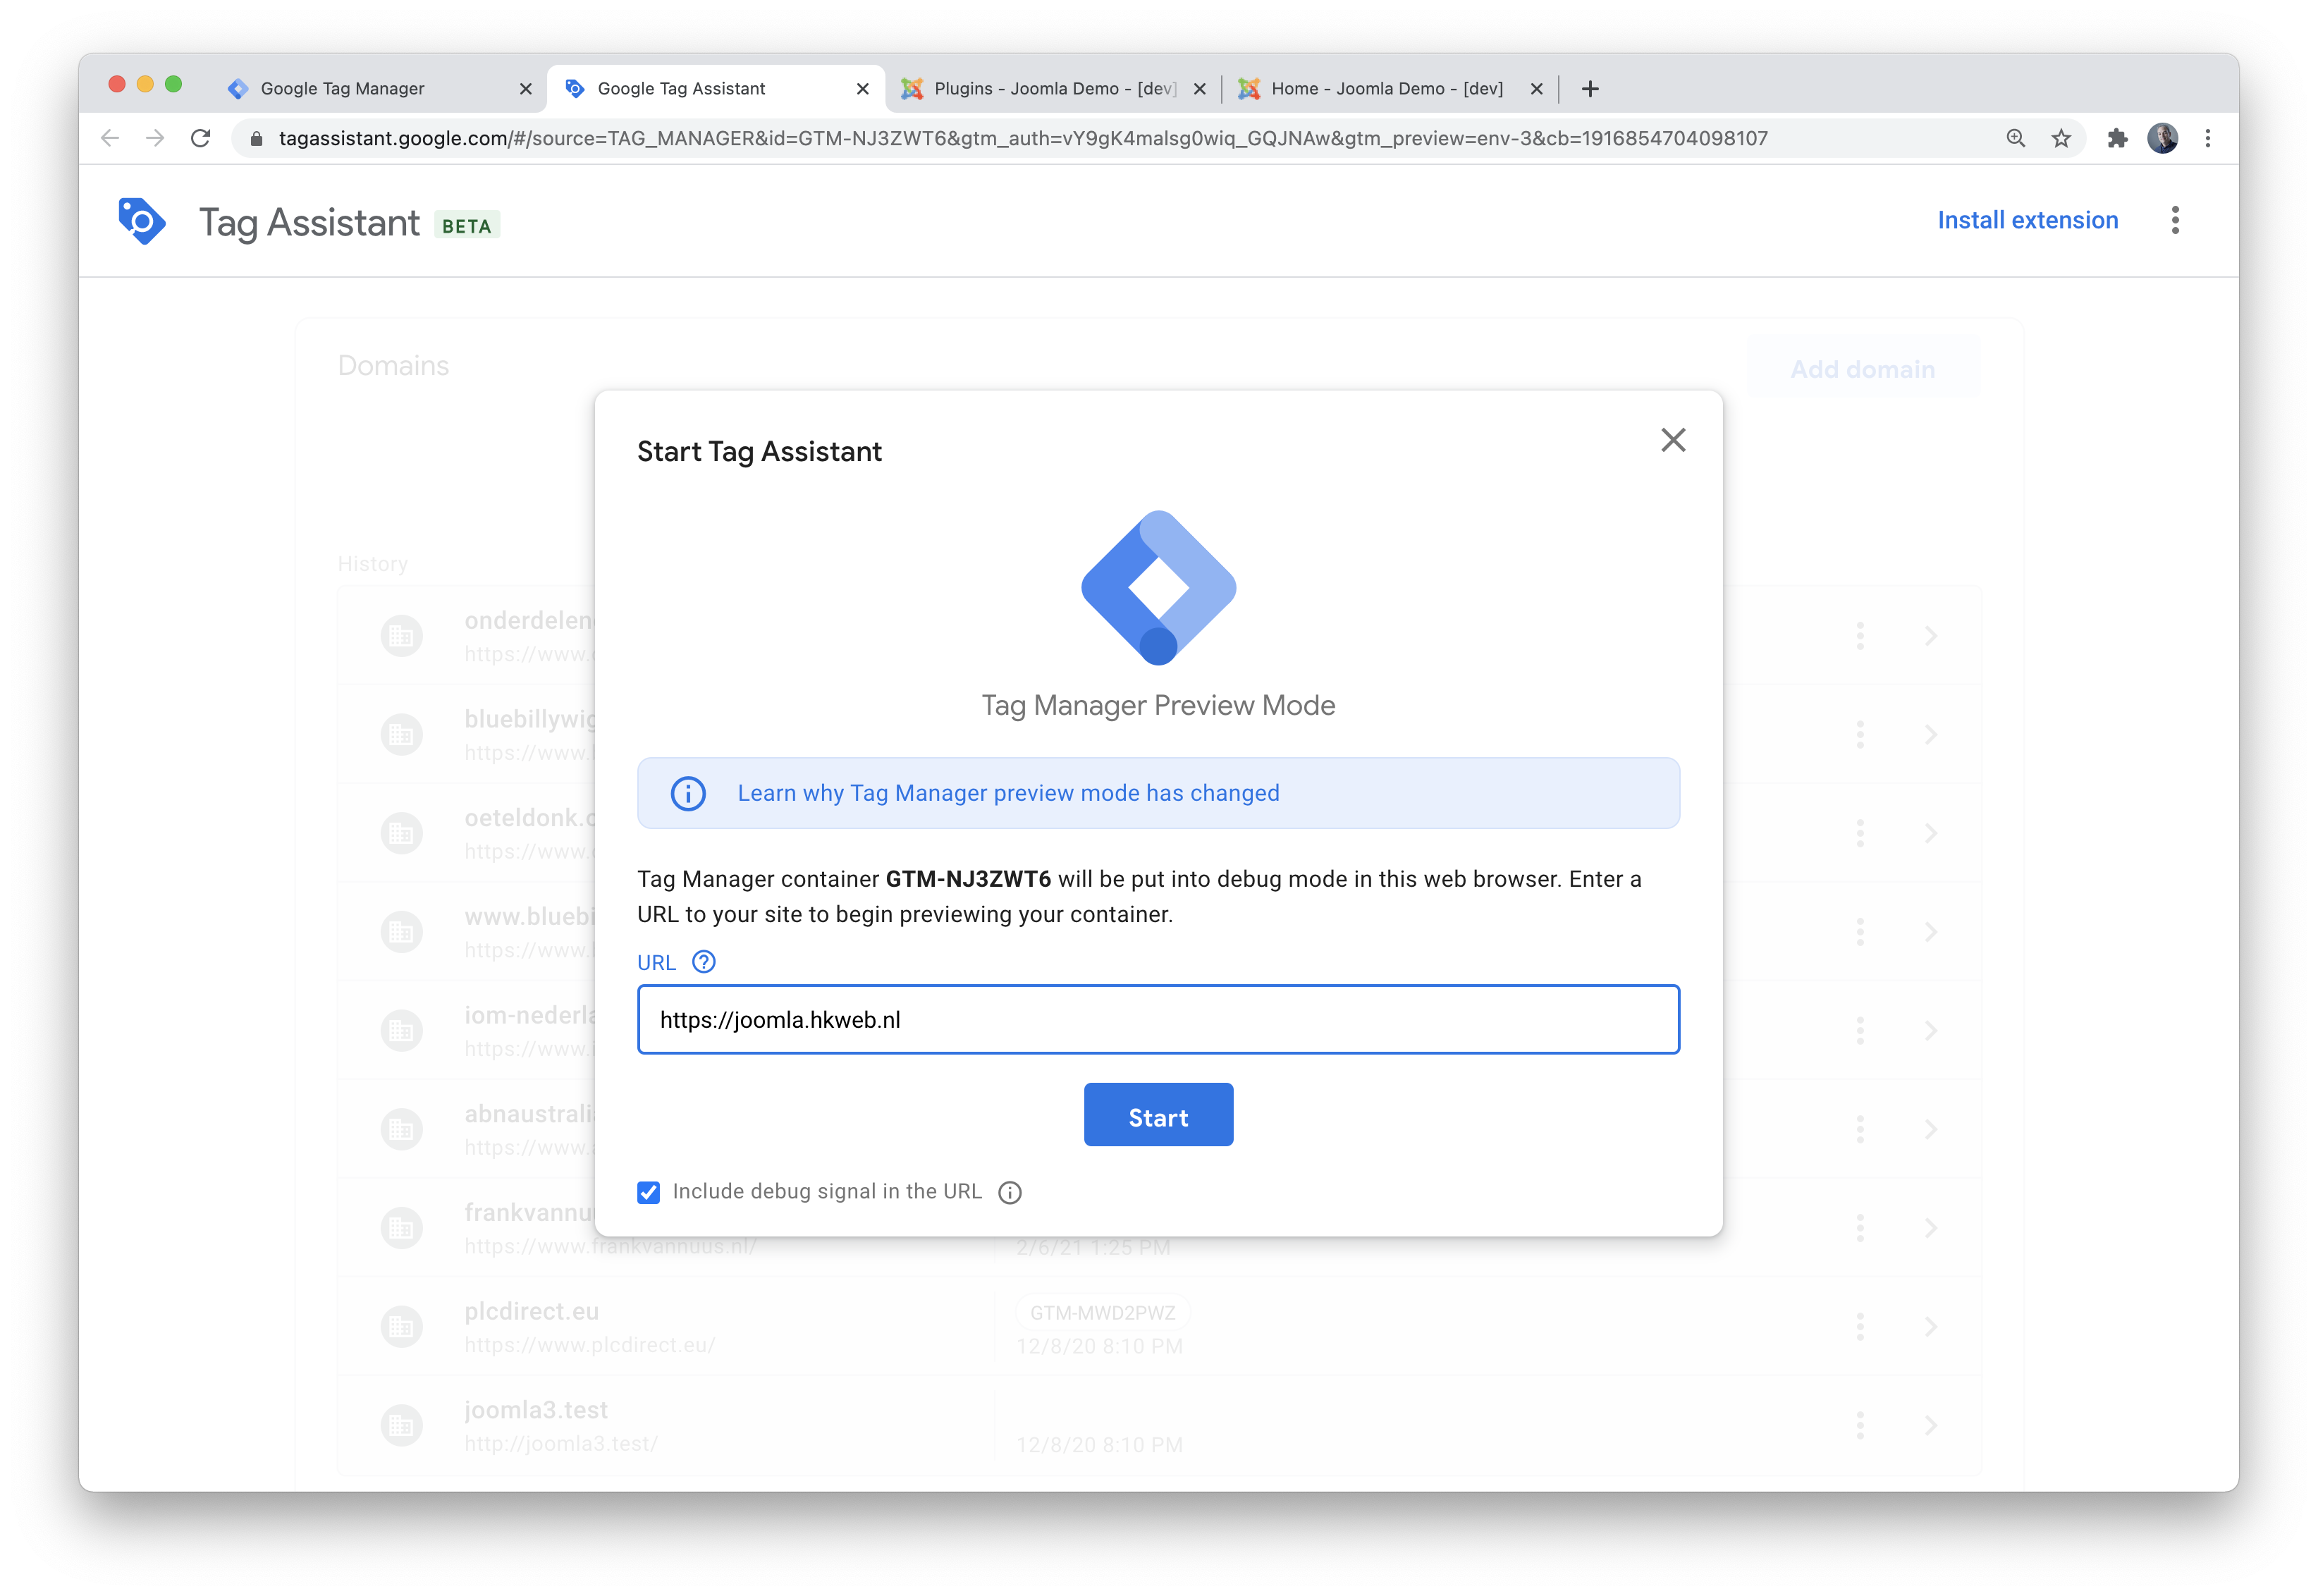 Google Tag Manager
Google Tag Assistant
Plugins - Joomla Demo - [dev]
Home - Joomla Demo - [dev]
tagassistant.google.com/#/source=TAG_MANAGER&id=GTM-NJ3ZWT6&gtm_auth=vY9gK4malsg0wiq_GQJNAw&gtm_preview=env-3&cb=1916854704098107
Tag Assistant BETA
Install extension
Domains
Add domain
Start Tag Assistant
Tag Manager Preview Mode
Learn why Tag Manager preview mode has changed
Tag Manager container GTM-NJ3ZWT6 will be put into debug mode in this web browser. Enter a
URL to your site to begin previewing your container.
URL
https://joomla.hkweb.nl
Start
Include debug signal in the URL
History
onderdelen
https://www.
bluebillywig
https://www.
oeteldonk.
https://www.
www.bluebi
https://www.
iom-nederla
https://www.
abnaustrali
https://www.
frankvannu
https://www.frankvannuus.nl/
2/6/21 1:25 PM
plcdirect.eu
GTM-MWD2PWZ
https://www.plcdirect.eu/
12/8/20 8:10 PM
joomla3.test
http://joomla3.test/
12/8/20 8:10 PM